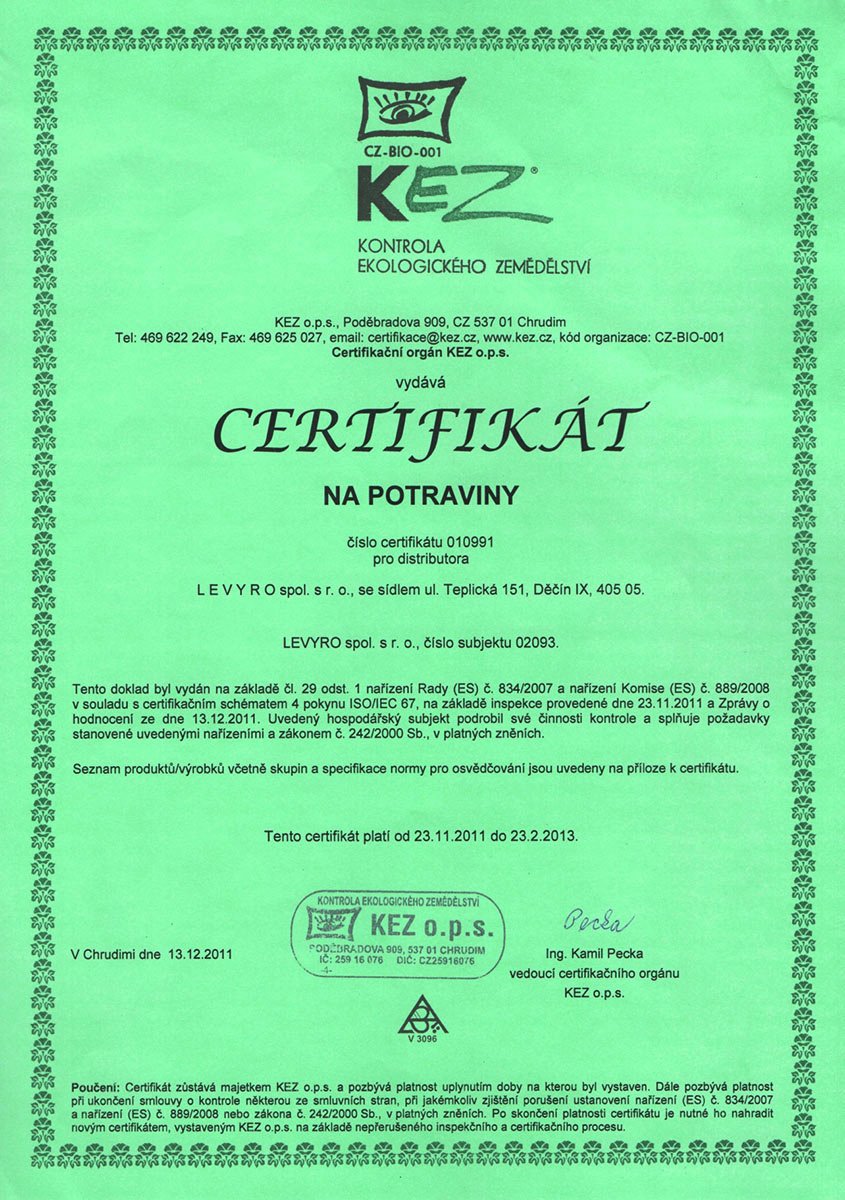 CZ-BIO-001
KEZ®
KONTROLA
EKOLOGICKÉHO ZEMĚDĚLSTVÍ
KEZ o.p.s., Poděbradova 909, CZ 537 01 Chrudim
Tel: 469 622 249, Fax: 469 625 027, email: certifikace@kez.cz, www.kez.cz, kód organizace: CZ-BIO-001
Certifikační orgán KEZ o.p.s.
vydává
CERTIFIKÁT
NA POTRAVINY
číslo certifikátu 010991
pro distributora
L E V Y R O spol. s r. o., se sídlem ul. Teplická 151, Děčín IX, 405 05.
LEVYRO spol. s r. o., číslo subjektu 02093.
Tento doklad byl vydán na základě čl. 29 odst. 1 nařízení Rady (ES) č. 834/2007 a nařízení Komise (ES) č. 889/2008
v souladu s certifikačním schématem 4 pokynu ISO/IEC 67, na základě inspekce provedené dne 23.11.2011 a Zprávy o
hodnocení ze dne 13.12.2011. Uvedený hospodářský subjekt podrobil své činnosti kontrole a splňuje požadavky
stanovené uvedenými nařízeními a zákonem č. 242/2000 Sb., v platných zněních.
Seznam produktů/výrobků včetně skupin a specifikace normy pro osvědčování jsou uvedeny na příloze k certifikátu.
Tento certifikát platí od 23.11.2011 do 23.2.2013.
KONTROLA EKOLOGICKÉHO ZEMĚDĚLSTVÍ
KEZ o.p.s.
PODĚBRADOVA 909, 537 01 CHRUDIM
IČ: 259 16 076 DIČ: CZ25916076
-4-
Pecka
V Chrudimi dne 13.12.2011
Ing. Kamil Pecka
vedoucí certifikačního orgánu
KEZ o.p.s.
V 3096
Poučení: Certifikát zůstává majetkem KEZ o.p.s. a pozbývá platnost uplynutím doby na kterou byl vystaven. Dále pozbývá platnost
při ukončení smlouvy o kontrole některou ze smluvních stran, při jakémkoliv zjištění porušení ustanovení nařízení (ES) č. 834/2007
a nařízení (ES) č. 889/2008 nebo zákona č. 242/2000 Sb., v platných zněních. Po skončení platnosti certifikátu je nutné ho nahradit
novým certifikátem, vystaveným KEZ o.p.s. na základě nepřerušeného inspekčního a certifikačního procesu.